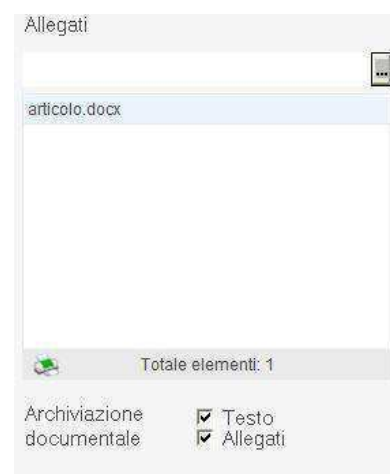 Allegati
...
articolo.docx
Totale elementi: 1
Archiviazione documentale
Testo
Allegati